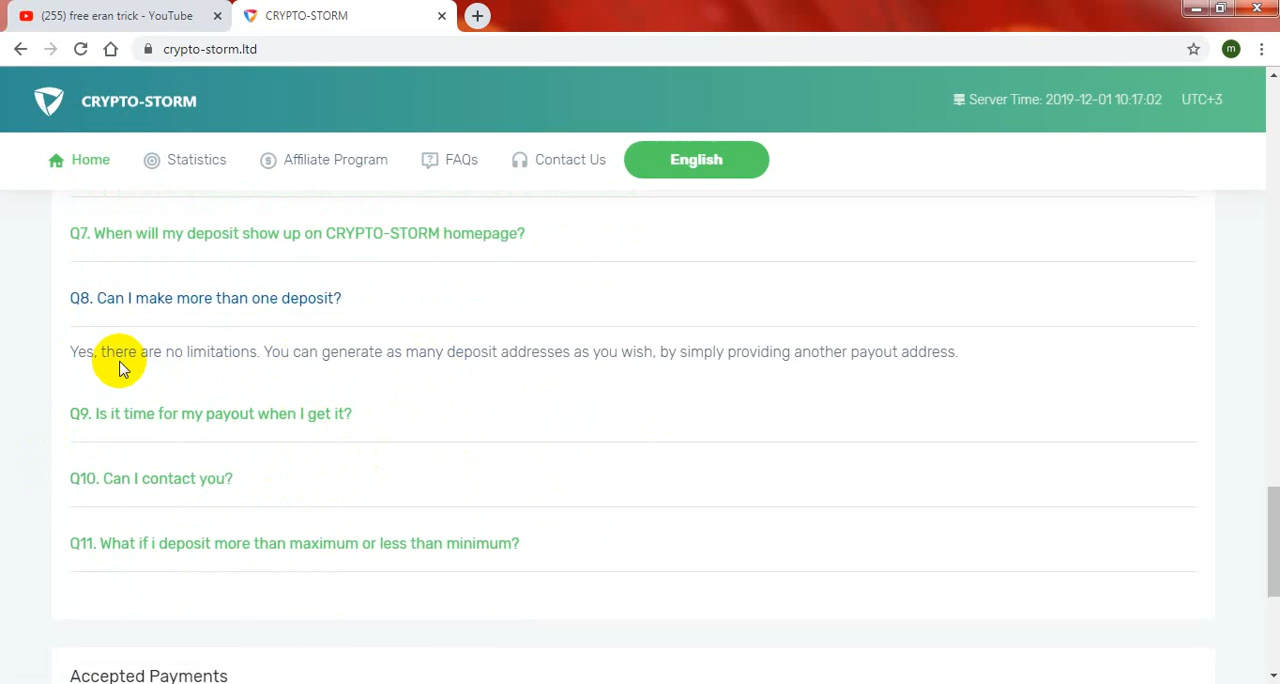 (255) free eran trick - YouTube
CRYPTO-STORM
crypto-storm.ltd
m
CRYPTO-STORM
Server Time: 2019-12-01 10:17:02 UTC+3
Home Statistics Affiliate Program FAQs Contact Us English
Q7. When will my deposit show up on CRYPTO-STORM homepage?
Q8. Can I make more than one deposit?
Yes, there are no limitations. You can generate as many deposit addresses as you wish, by simply providing another payout address.
Q9. Is it time for my payout when I get it?
Q10. Can I contact you?
Q11. What if i deposit more than maximum or less than minimum?
Accepted Payments